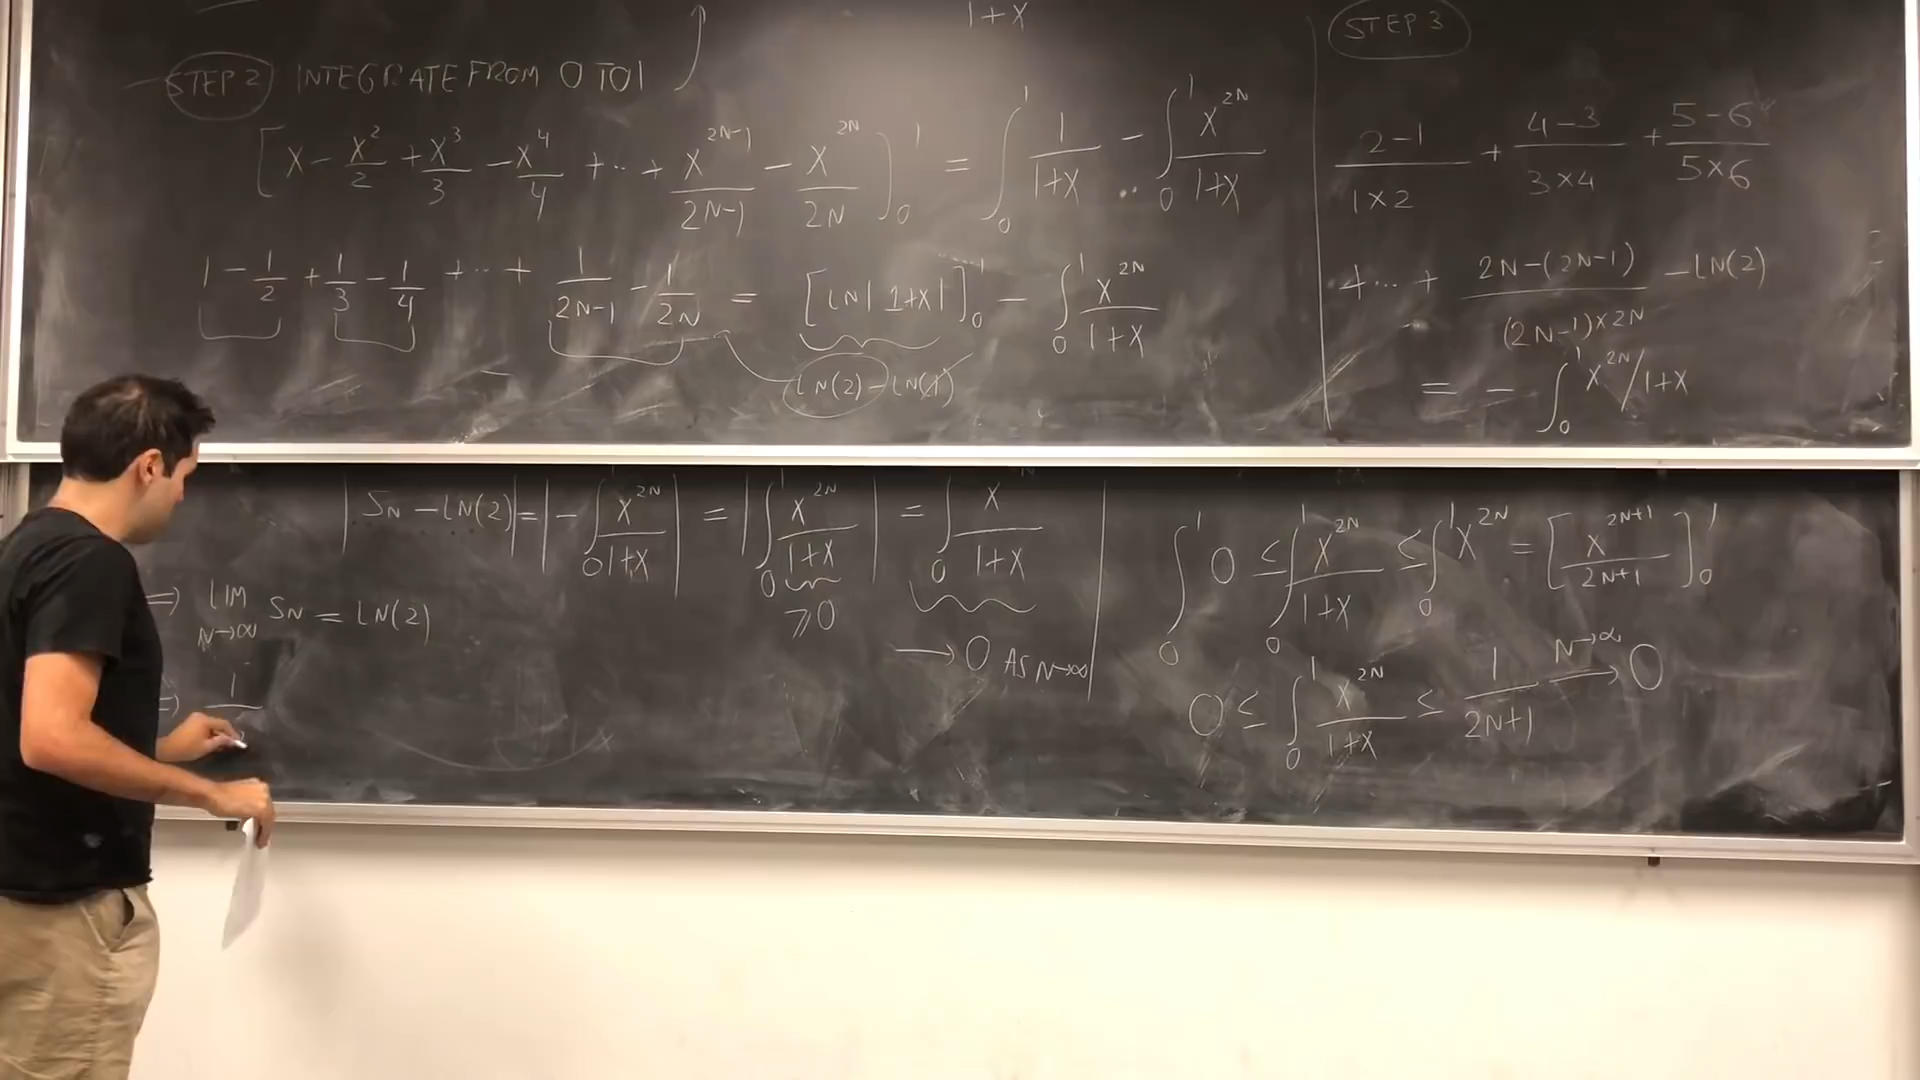 1+X
STEP 2 INTEGRATE FROM 0 TO 1
[X - X²/2 + X³/3 - X⁴/4 + ... + X^(2N-1)/(2N-1) - X^(2N)/(2N)]₀¹ = ∫₀¹ 1/(1+X) - ∫₀¹ X^(2N)/(1+X)
1 - 1/2 + 1/3 - 1/4 + ... + 1/(2N-1) - 1/(2N) = [LN|1+X|]₀¹ - ∫₀¹ X^(2N)/(1+X)
LN(2) - LN(1)
STEP 3
(2-1)/(1×2) + (4-3)/(3×4) + (5-6)/(5×6)
+ ... + (2N-(2N-1))/((2N-1)×2N) - LN(2)
= - ∫₀¹ X^(2N)/1+X
|S_N - LN(2)| = |-∫₀¹ X^(2N)/(1+X)| = |∫₀¹ X^(2N)/(1+X)| = ∫₀ X/(1+X)
≥0
→ 0 AS N→∞
⇒ LIM N→∞ S_N = LN(2)
⇒ 1
∫₀¹ 0 ≤ ∫₀¹ X^(2N)/(1+X) ≤ ∫₀¹ X^(2N) = [X^(2N+1)/(2N+1)]₀¹
0 ≤ ∫₀¹ X^(2N)/(1+X) ≤ 1/(2N+1) N→∞ → 0